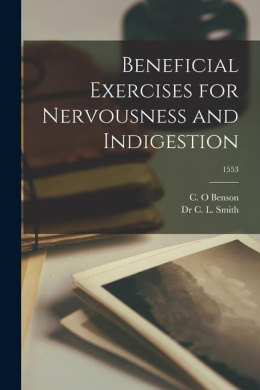 Beneficial
Exercises for
Nervousness and
Indigestion
1553
C. O Benson
Dr C. L. Smith